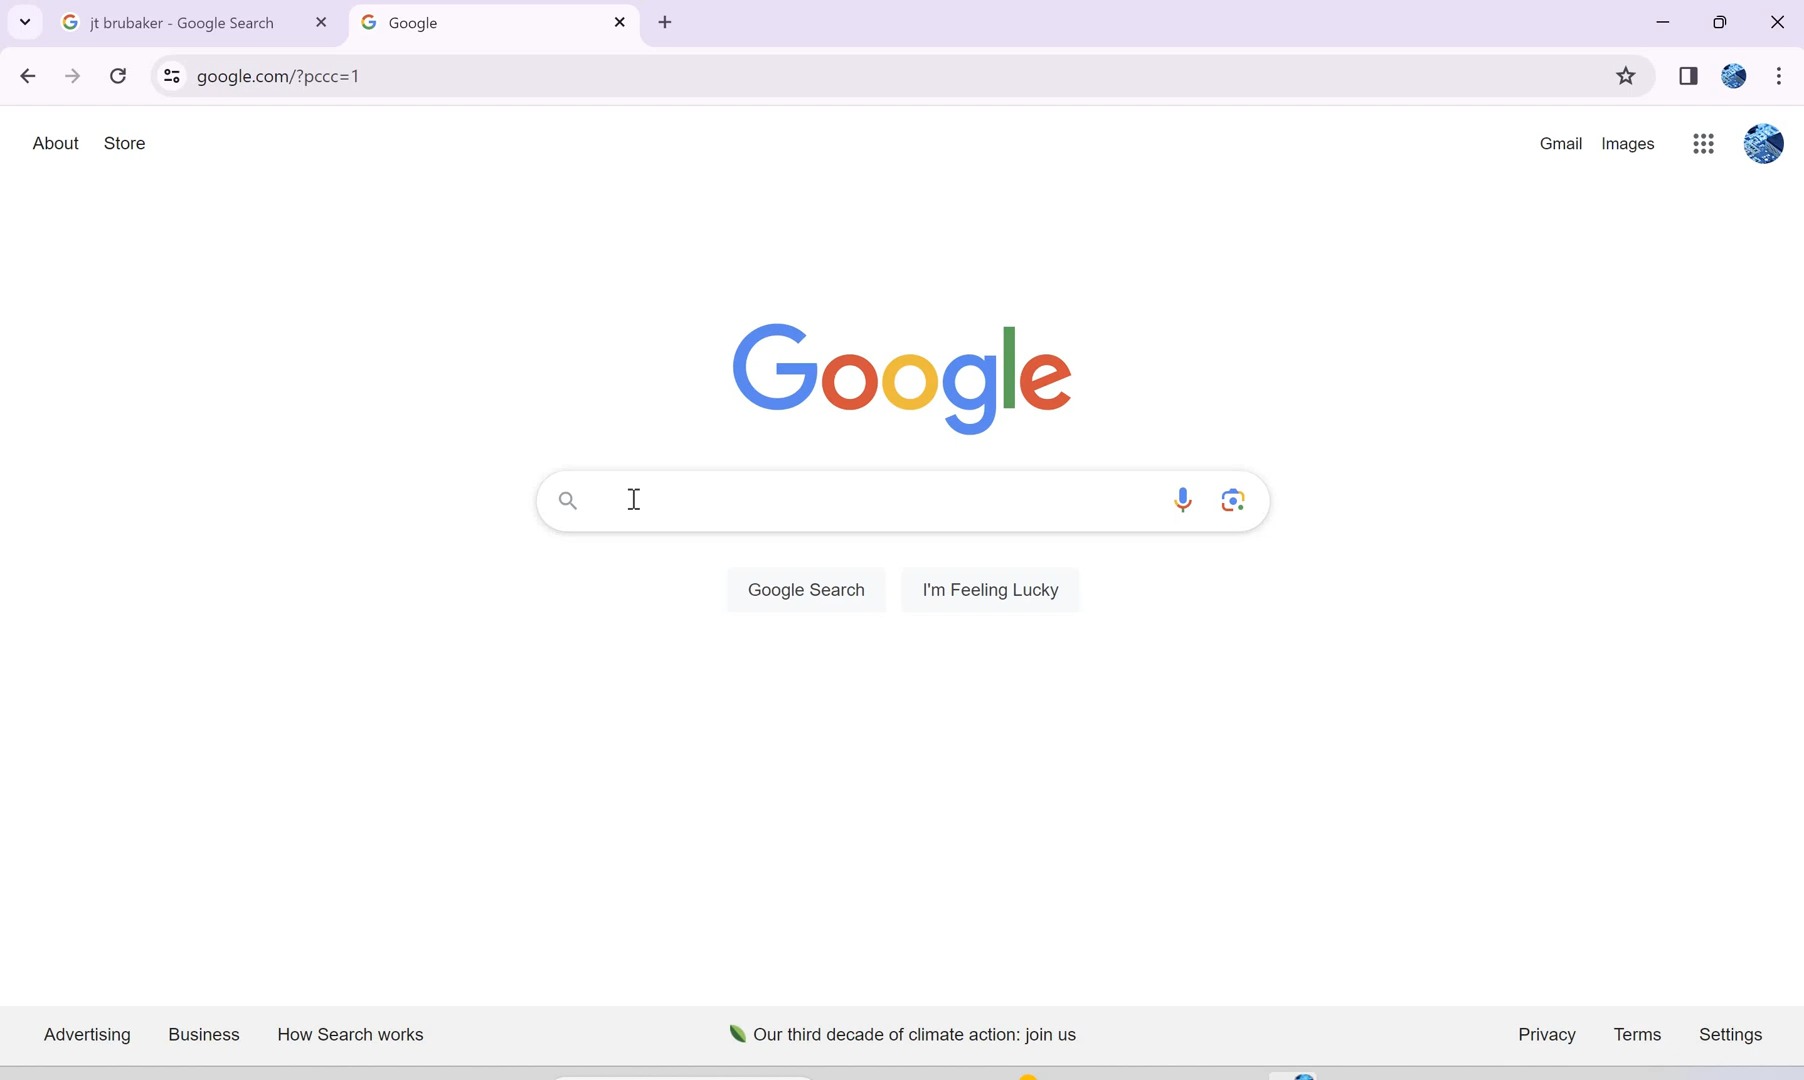 jt brubaker - Google Search
Google
google.com/?pccc=1
About Store
Gmail Images
Google
Google Search I'm Feeling Lucky
Advertising Business How Search works
Our third decade of climate action: join us
Privacy Terms Settings